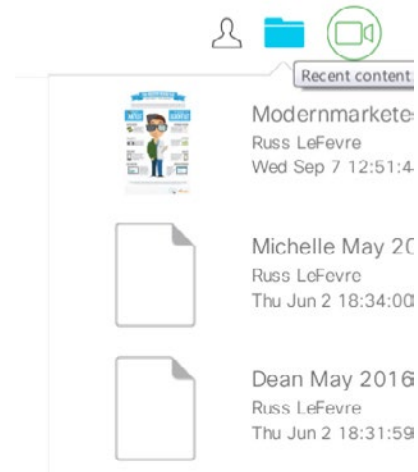 Recent content
Modernmarkete
Russ LeFevre
Wed Sep 7 12:51:4
Michelle May 20
Russ LeFevre
Thu Jun 2 18:34:00
Dean May 2016
Russ LeFevre
Thu Jun 2 18:31:59